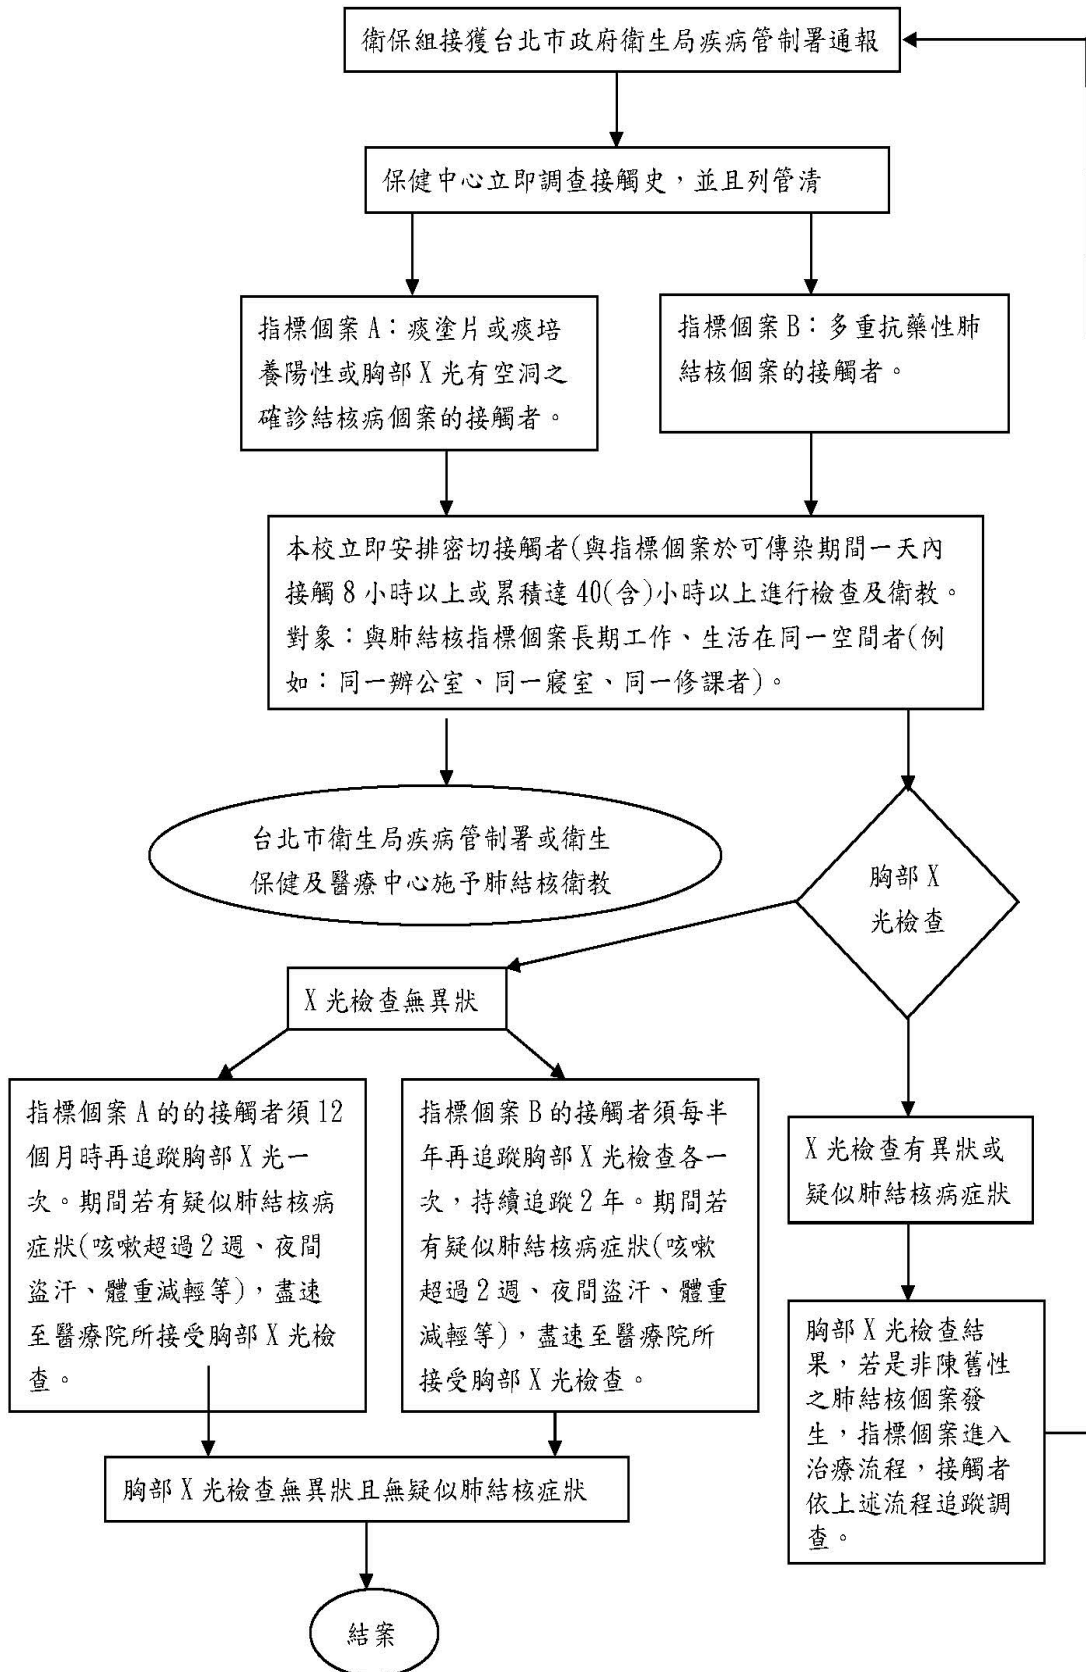 衛保組接獲台北市政府衛生局疾病管制署通報
保健中心立即調查接觸史，並且列管清
指標個案A：痰塗片或痰培
養陽性或胸部X光有空洞之
確診結核病個案的接觸者。
指標個案B：多重抗藥性肺
結核個案的接觸者。
本校立即安排密切接觸者(與指標個案於可傳染期間一天內
接觸8小時以上或累積達40(含)小時以上進行檢查及衛教。
對象：與肺結核指標個案長期工作、生活在同一空間者(例
如：同一辦公室、同一寢室、同一修課者)。
台北市衛生局疾病管制署或衛生
保健及醫療中心施予肺結核衛教
胸部X
光檢查
X光檢查無異狀
指標個案A的的接觸者須12
個月時再追蹤胸部X光一
次。期間若有疑似肺結核病
症狀(咳嗽超過2週、夜間
盜汗、體重減輕等)，盡速
至醫療院所接受胸部X光檢
查。
指標個案B的接觸者須每半
年再追蹤胸部X光檢查各一
次，持續追蹤2年。期間若
有疑似肺結核病症狀(咳嗽
超過2週、夜間盜汗、體重
減輕等)，盡速至醫療院所
接受胸部X光檢查。
X光檢查有異狀或
疑似肺結核病症狀
胸部X光檢查結
果，若是非陳舊性
之肺結核個案發
生，指標個案進入
治療流程，接觸者
依上述流程追蹤調
查。
胸部X光檢查無異狀且無疑似肺結核症狀
結案